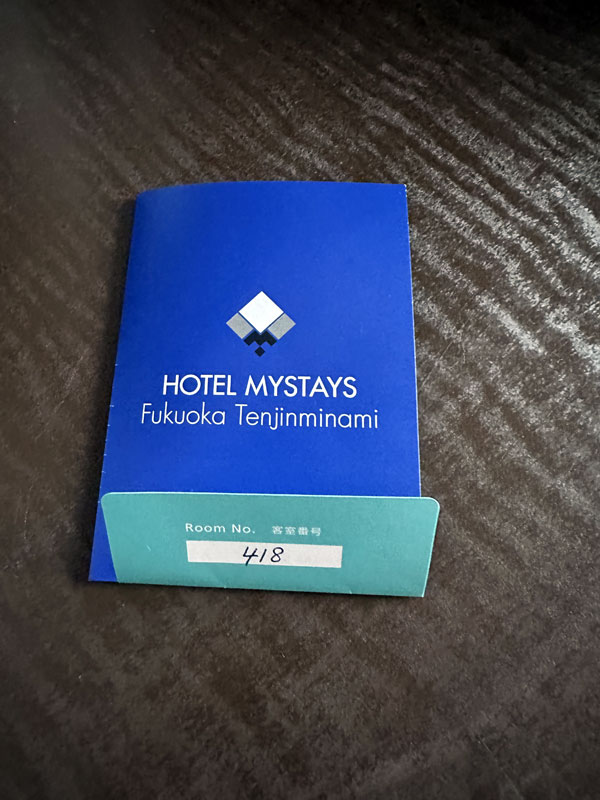 HOTEL MYSTAYS
Fukuoka Tenjinminami
Room No. 客室番号
418